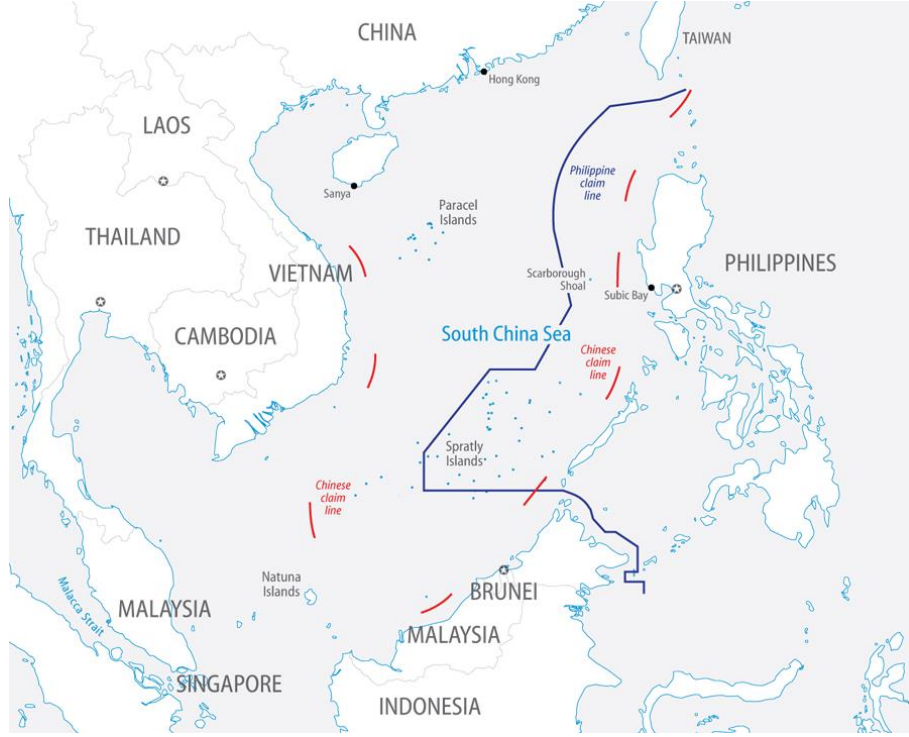 CHINA
TAIWAN
Hong Kong
LAOS
Philippine
claim
line
Sanya
Paracel
Islands
THAILAND
VIETNAM
Scarborough
Shoal
PHILIPPINES
Subic Bay
CAMBODIA
South China Sea
Chinese
claim
line
Spratly
Islands
Chinese
claim
line
Natuna
Islands
BRUNEI
Malacca Strait
MALAYSIA
MALAYSIA
SINGAPORE
INDONESIA